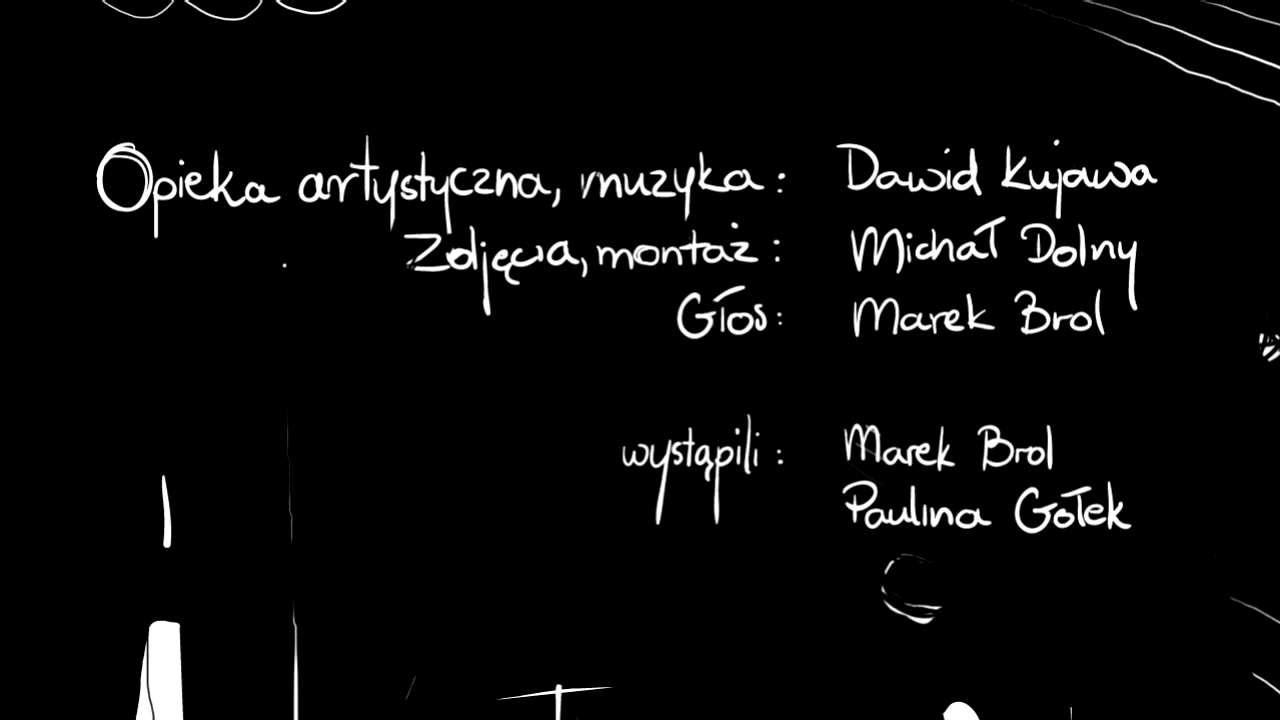 Opieka artystyczna, muzyka: Dawid Kujawa
Zdjęcia, montaż: Michał Dolny
Głos: Marek Brol
wystąpili: Marek Brol
Paulina Gołek